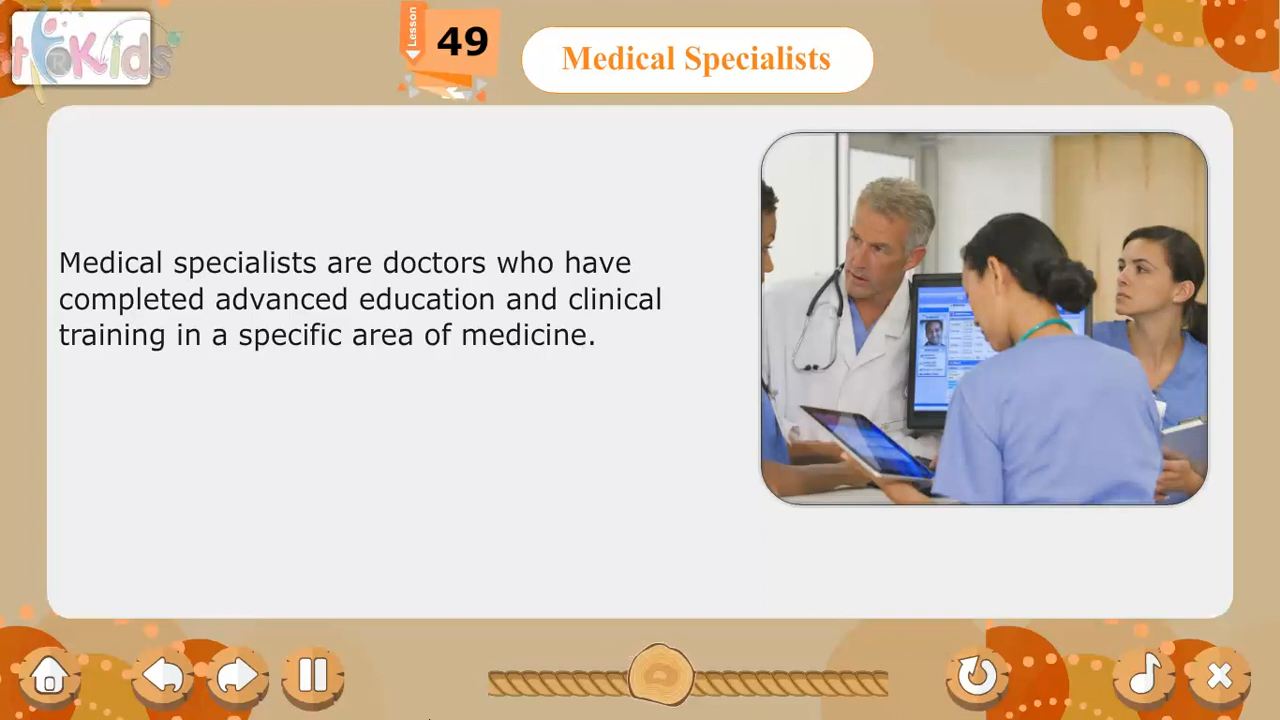 Lesson
49
Medical Specialists
Medical specialists are doctors who have
completed advanced education and clinical
training in a specific area of medicine.